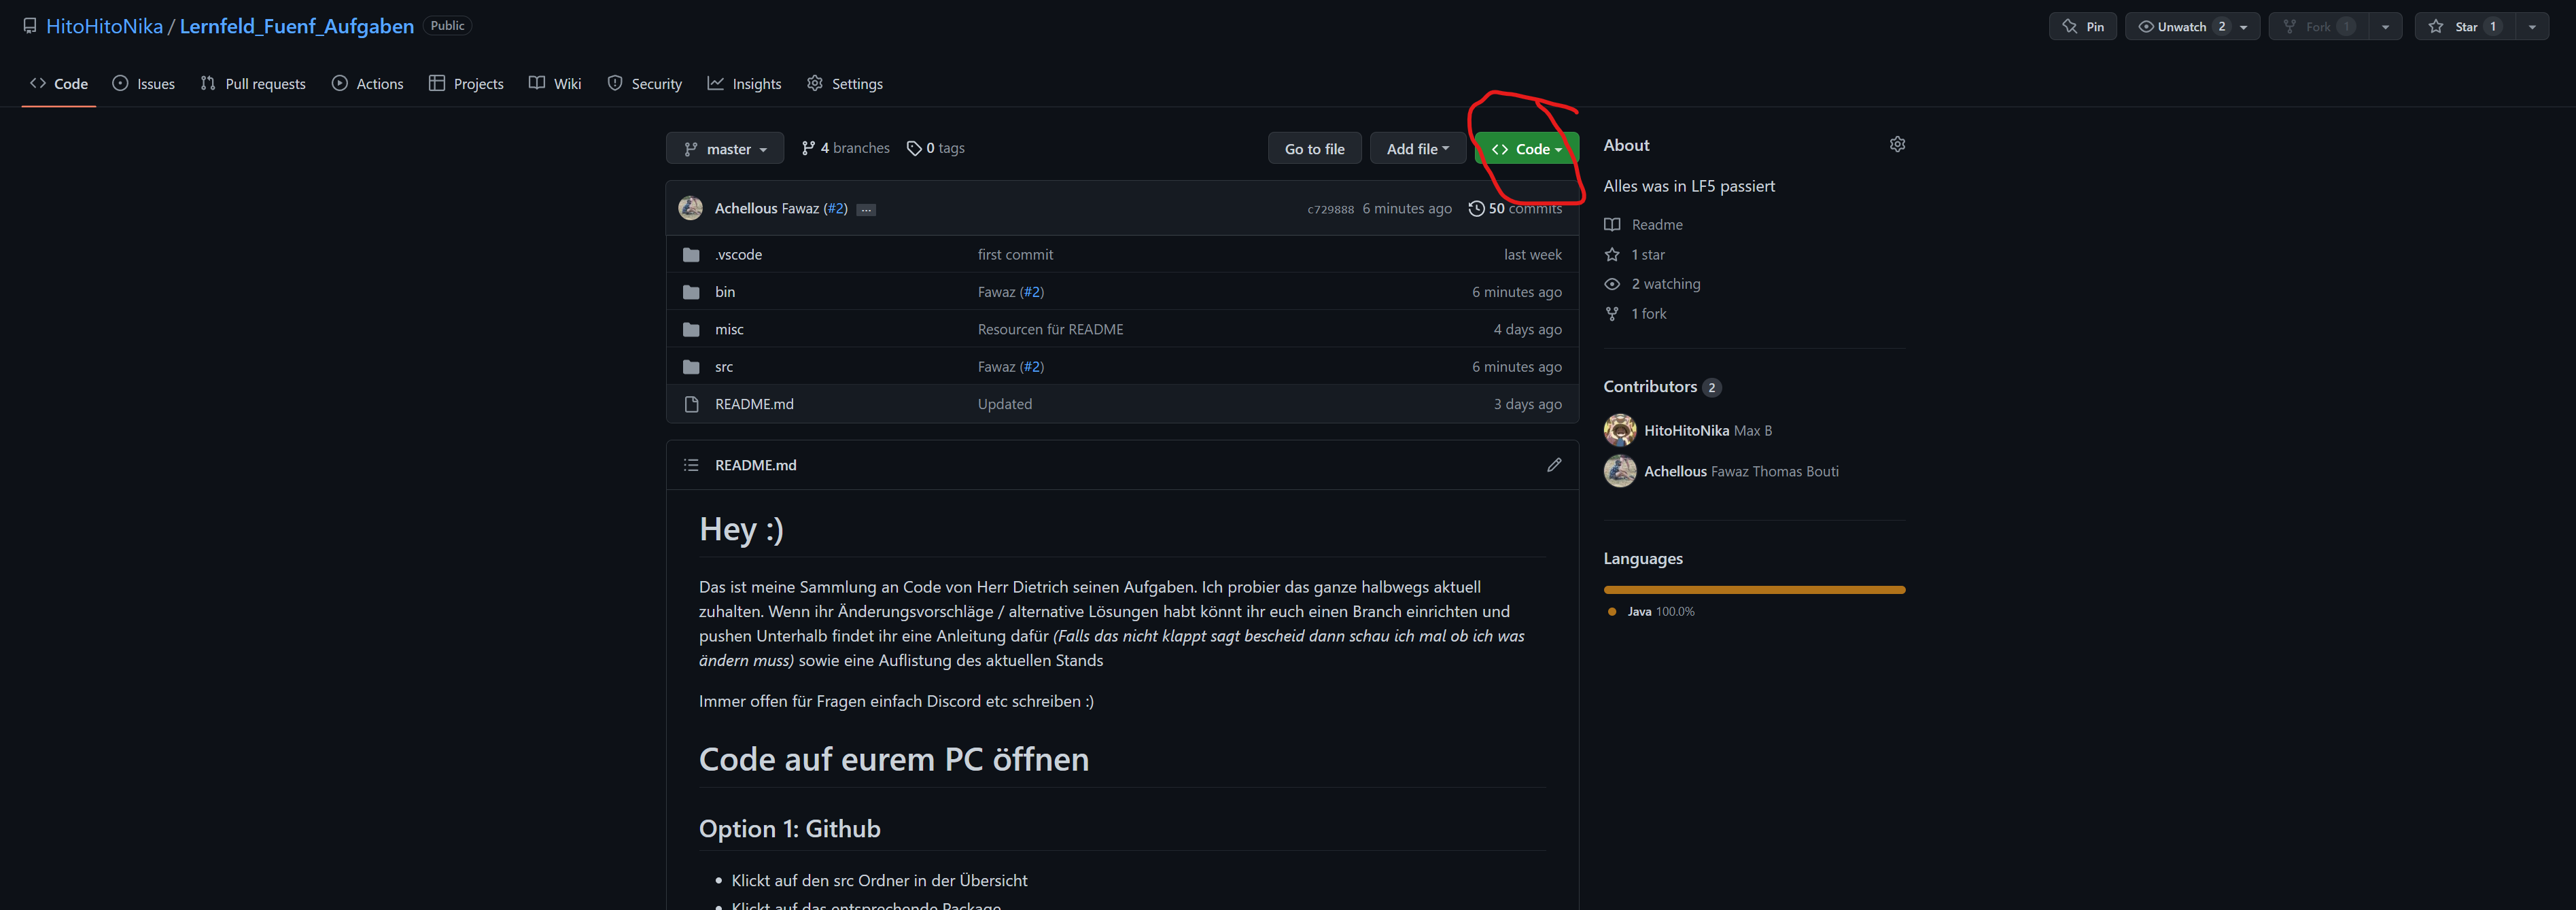 HitoHitoNika / Lernfeld_Fuenf_Aufgaben Public
Pin Unwatch 2 Fork 1 Star 1
Code Issues Pull requests Actions Projects Wiki Security Insights Settings
master 4 branches 0 tags Go to file Add file Code
Achellous Fawaz (#2) ... c729888 6 minutes ago 50 commits
.vscode first commit last week
bin Fawaz (#2) 6 minutes ago
misc Resourcen für README 4 days ago
src Fawaz (#2) 6 minutes ago
README.md Updated 3 days ago
README.md
Hey :)
Das ist meine Sammlung an Code von Herr Dietrich seinen Aufgaben. Ich probier das ganze halbwegs aktuell
zuhalten. Wenn ihr Änderungsvorschläge / alternative Lösungen habt könnt ihr euch einen Branch einrichten und
pushen Unterhalb findet ihr eine Anleitung dafür (Falls das nicht klappt sagt bescheid dann schau ich mal ob ich was
ändern muss) sowie eine Auflistung des aktuellen Stands
Immer offen für Fragen einfach Discord etc schreiben :)
Code auf eurem PC öffnen
Option 1: Github
Klickt auf den src Ordner in der Übersicht
Klickt auf das entsprechende Package
About
Alles was in LF5 passiert
Readme
1 star
2 watching
1 fork
Contributors 2
HitoHitoNika Max B
Achellous Fawaz Thomas Bouti
Languages
Java 100.0%